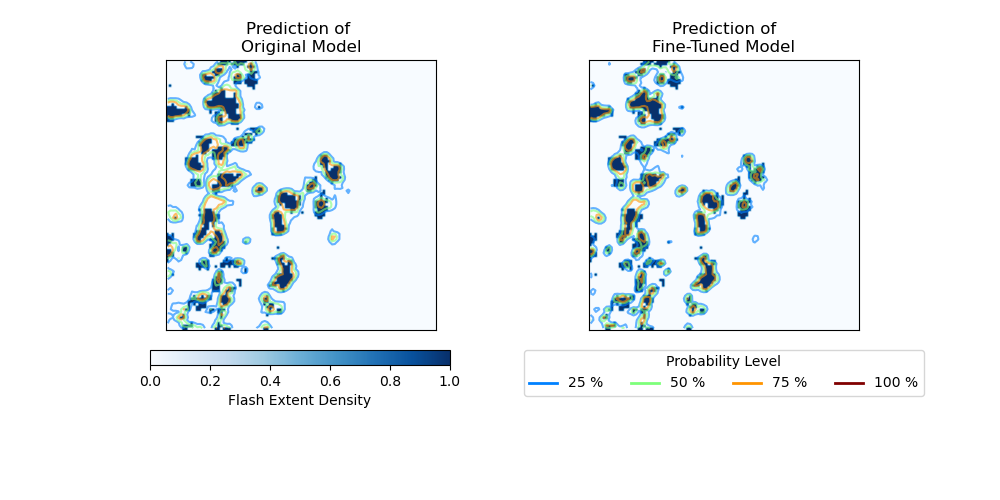 Prediction of
Original Model
Prediction of
Fine-Tuned Model
0.0 0.2 0.4 0.6 0.8 1.0
Flash Extent Density
Probability Level
25 % 50 % 75 % 100 %